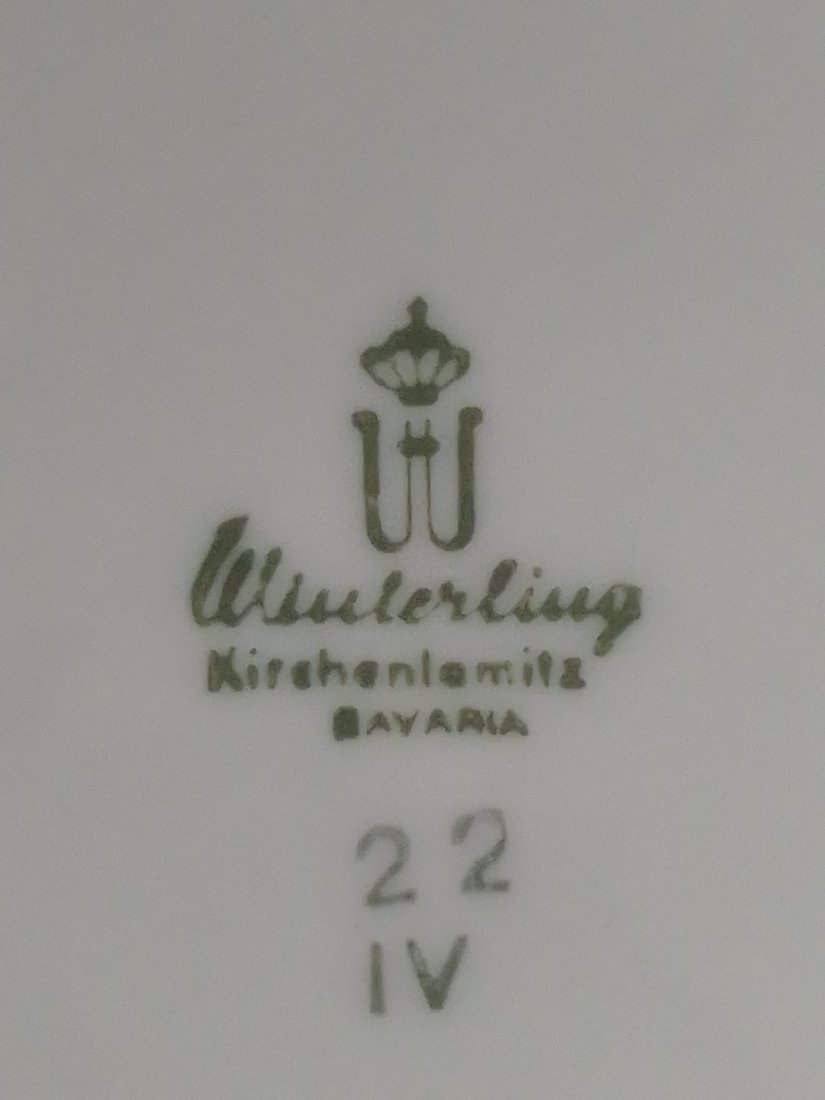 Winterling
Kirchenlamitz
BAVARIA
22
IV